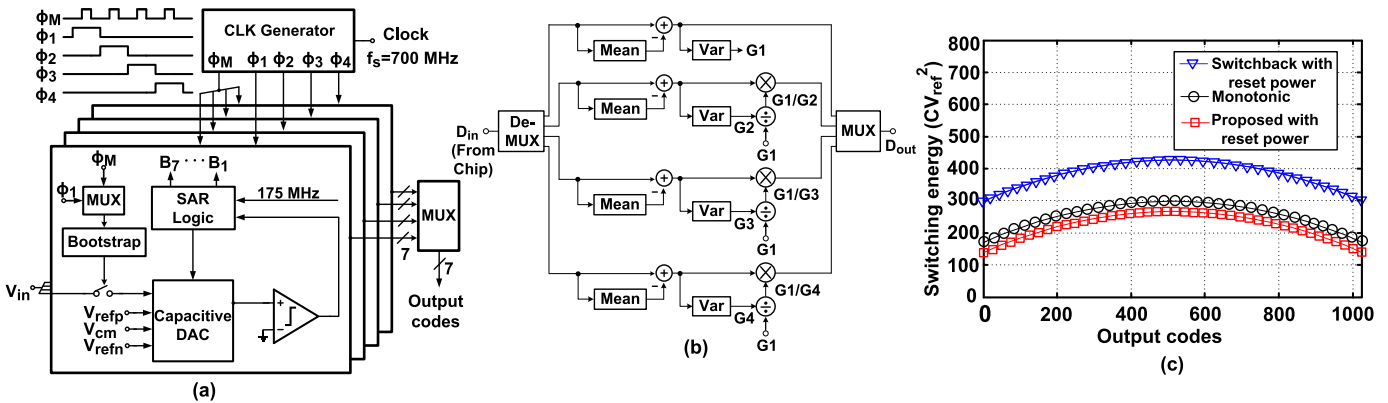 ΦM
Φ1
Φ2
Φ3
Φ4
CLK Generator
ΦM Φ1 Φ2 Φ3 Φ4
Clock
fs=700 MHz
ΦM
Φ1
MUX
Bootstrap
B7 ····· B1
SAR
Logic
175 MHz
Vin
Vrefp
Vcm
Vrefn
Capacitive
DAC
+
−
7
MUX
7
Output
codes
(a)
Din
(From
Chip)
De-
MUX
Mean
−
+
Var
G1
Mean
−
+
Var
G2
G1/G2
×
÷
G1
Mean
−
+
Var
G3
G1/G3
×
÷
G1
Mean
−
+
Var
G4
G1/G4
×
÷
G1
MUX
Dout
(b)
Switching energy (CVref2)
800
700
600
500
400
300
200
100
0
Switchback with
reset power
Monotonic
Proposed with
reset power
0 200 400 600 800 1000
Output codes
(c)